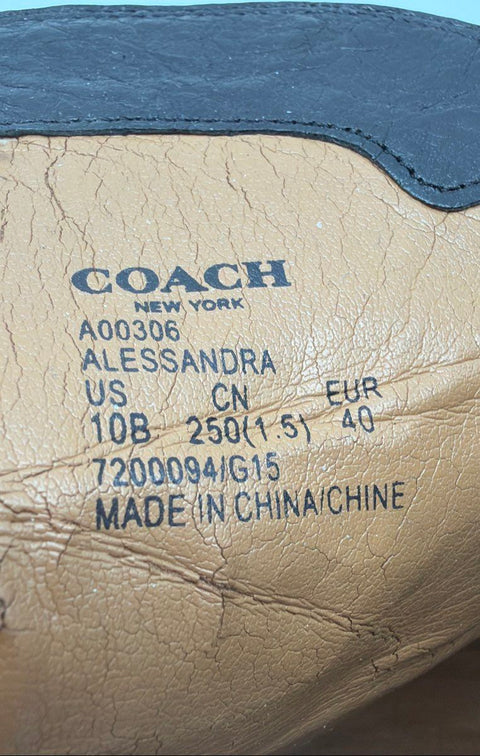 COACH
NEW YORK
A00306
ALESSANDRA
US CN EUR
10B 250(1.5) 40
7200094/G15
MADE IN CHINA/CHINE